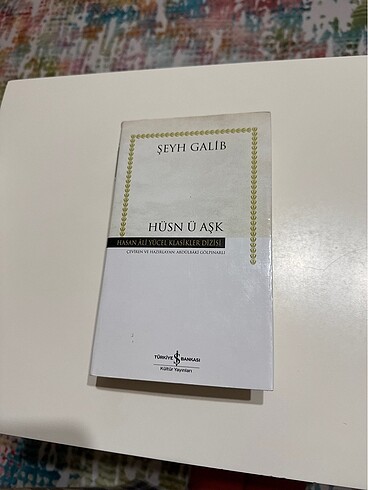 ŞEYH GALİB
HÜSN Ü AŞK
HASAN ÂLİ YÜCEL KLASİKLER DİZİSİ
ÇEVİREN VE HAZIRLAYAN: ABDÜLBAKİ GÖLPINARLI
TÜRKİYE İŞ BANKASI
Kültür Yayınları